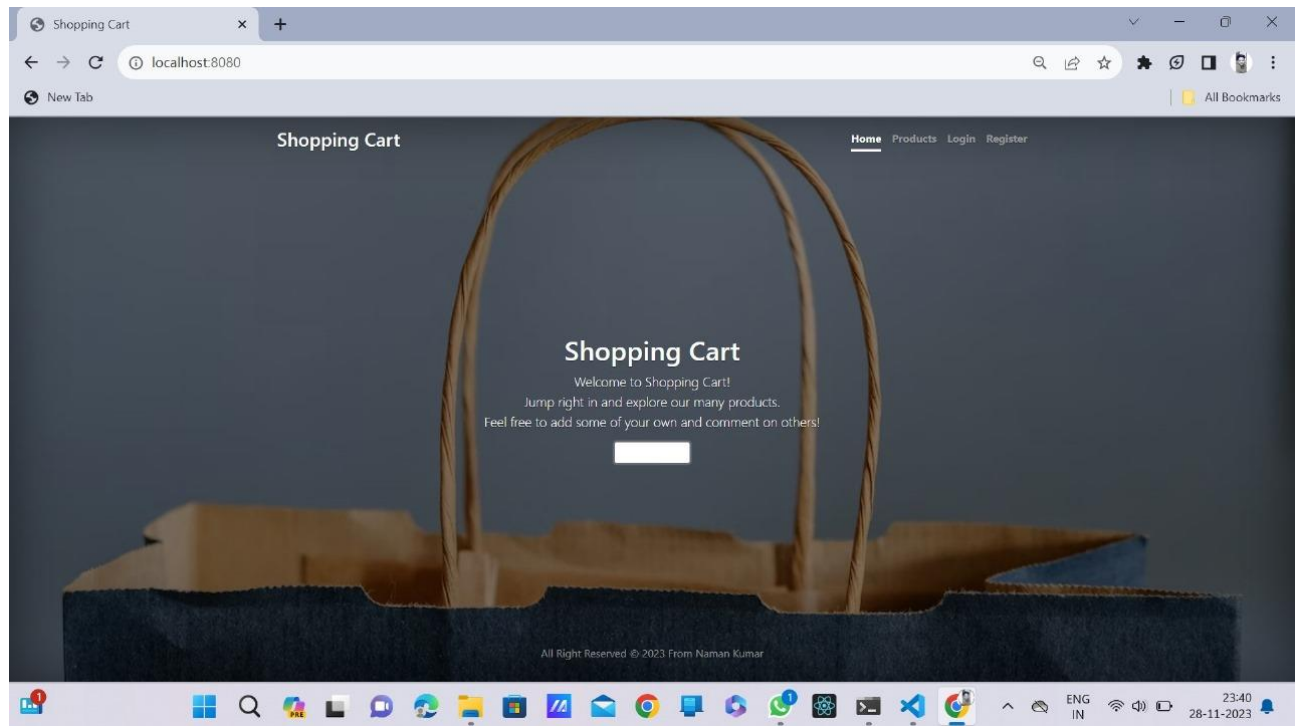 Shopping Cart
localhost:8080
New Tab
All Bookmarks
Shopping Cart
Home Products Login Register
Shopping Cart
Welcome to Shopping Cart!
Jump right in and explore our many products.
Feel free to add some of your own and comment on others!
All Right Reserved © 2023 From Naman Kumar
1
PRE
ENG
IN
23:40
28-11-2023